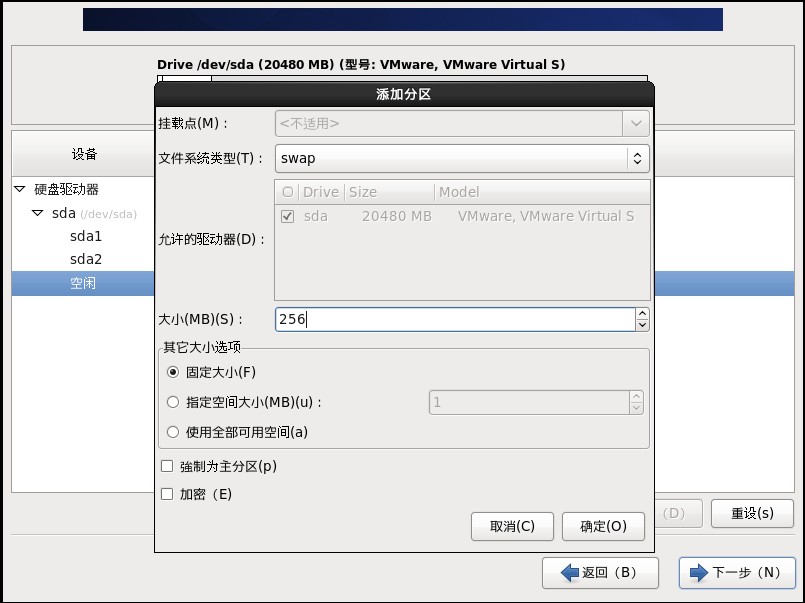 Drive /dev/sda (20480 MB) (型号: VMware, VMware Virtual S)
添加分区
挂载点(M)：
<不适用>
文件系统类型(T)：
swap
Drive Size Model
sda 20480 MB VMware, VMware Virtual S
允许的驱动器(D)：
大小(MB)(S)：
256
其它大小选项
固定大小(F)
指定空间大小(MB)(u)：
1
使用全部可用空间(a)
強制为主分区(p)
加密（E)
取消(C)
确定(O)
设备
硬盘驱动器
sda (/dev/sda)
sda1
sda2
空闲
（D）
重设(s)
返回（B）
下一步（N）